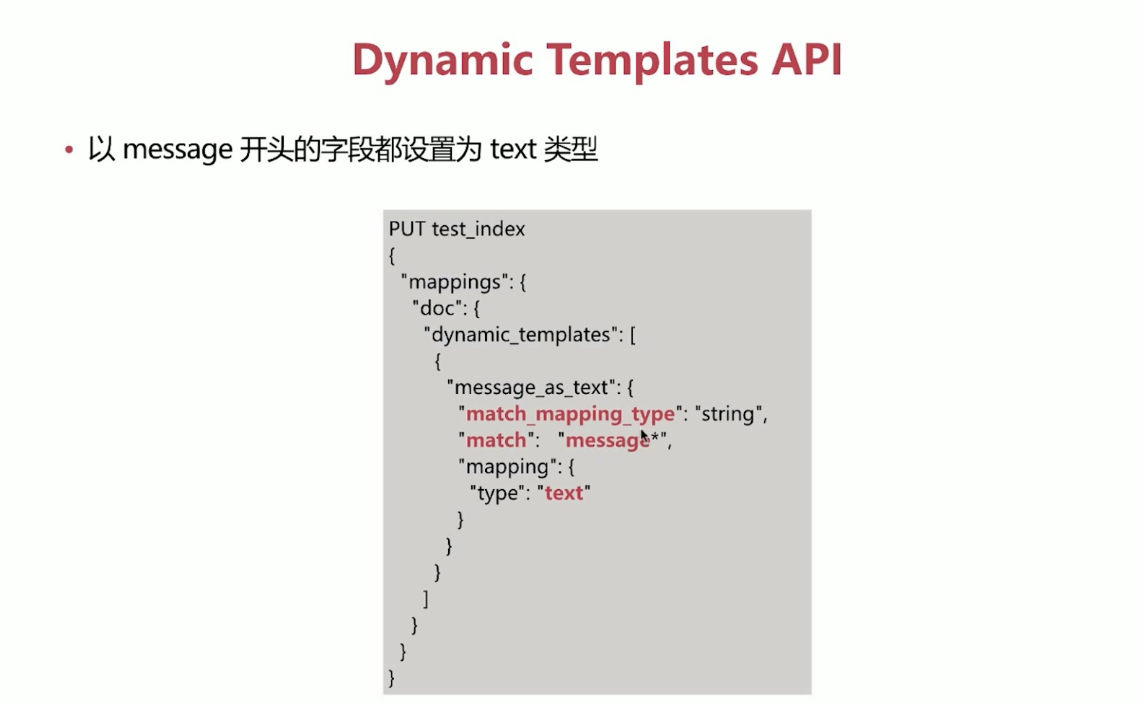 Dynamic Templates API
• 以 message 开头的字段都设置为 text 类型
PUT test_index
{
"mappings": {
"doc": {
"dynamic_templates": [
{
"message_as_text": {
"match_mapping_type": "string",
"match": "message*",
"mapping": {
"type": "text"
}
}
}
]
}
}
}